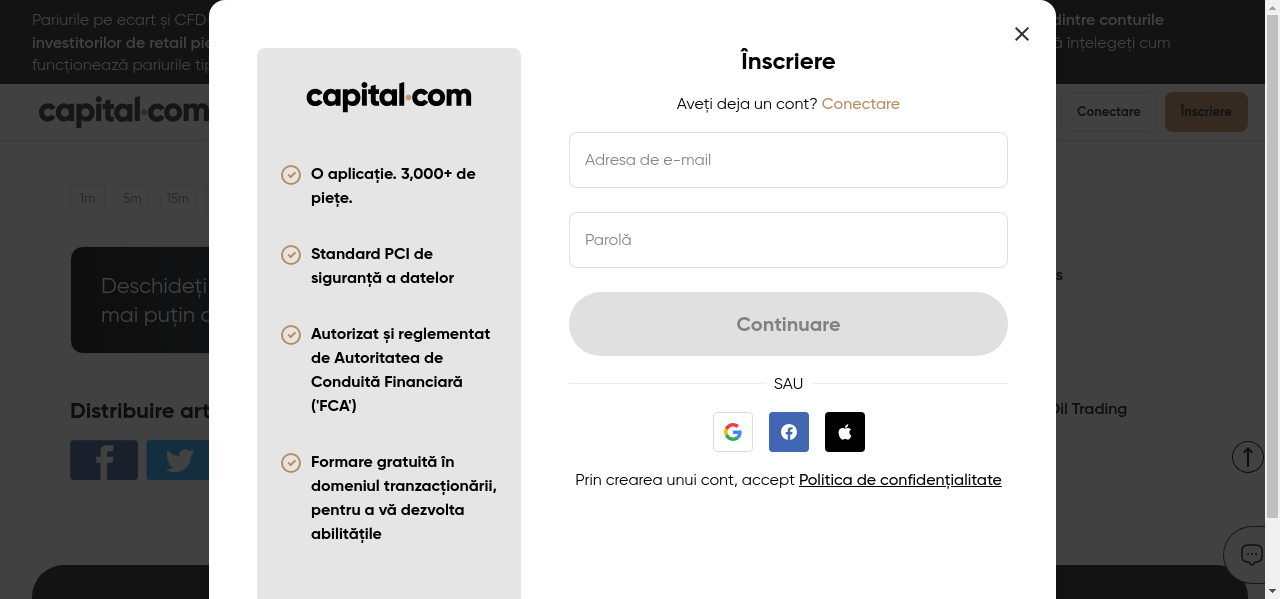 Pariurile pe ecart și CFD-
dintre conturile
investitorilor de retail pie
ă înțelegeți cum
funcționează pariurile tip
capital.com
Conectare
Înscriere
1m
5m
15m
Deschideți
mai puțin d
Distribuire art
s
Oil Trading
capital.com
O aplicație. 3,000+ de
piețe.
Standard PCI de
siguranță a datelor
Autorizat și reglementat
de Autoritatea de
Conduită Financiară
('FCA')
Formare gratuită în
domeniul tranzacționării,
pentru a vă dezvolta
abilitățile
Înscriere
Aveți deja un cont? Conectare
Adresa de e-mail
Parolă
Continuare
SAU
Prin crearea unui cont, accept Politica de confidențialitate